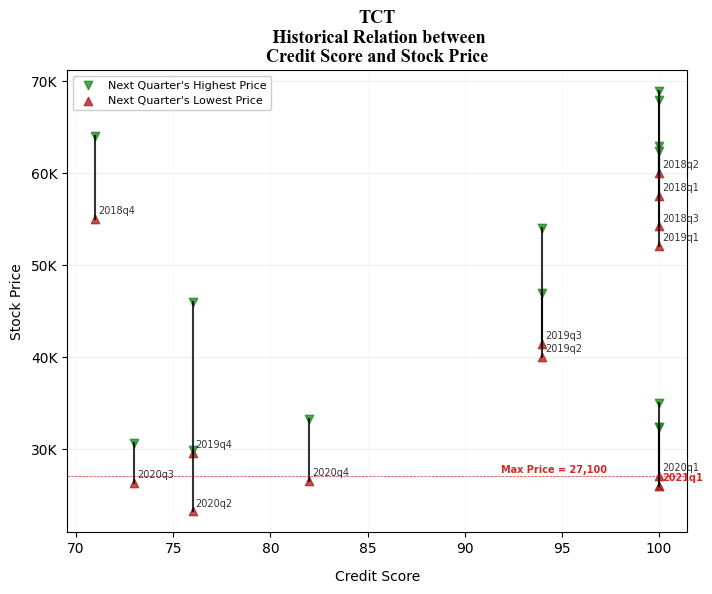 TCT
Historical Relation between
Credit Score and Stock Price
Next Quarter's Highest Price
Next Quarter's Lowest Price
70K
60K
50K
40K
30K
Stock Price
2018q4
2018q2
2018q1
2018q3
2019q1
2019q3
2019q2
2019q4
2020q3
2020q4
2020q2
2020q1
2021q1
Max Price = 27,100
70
75
80
85
90
95
100
Credit Score